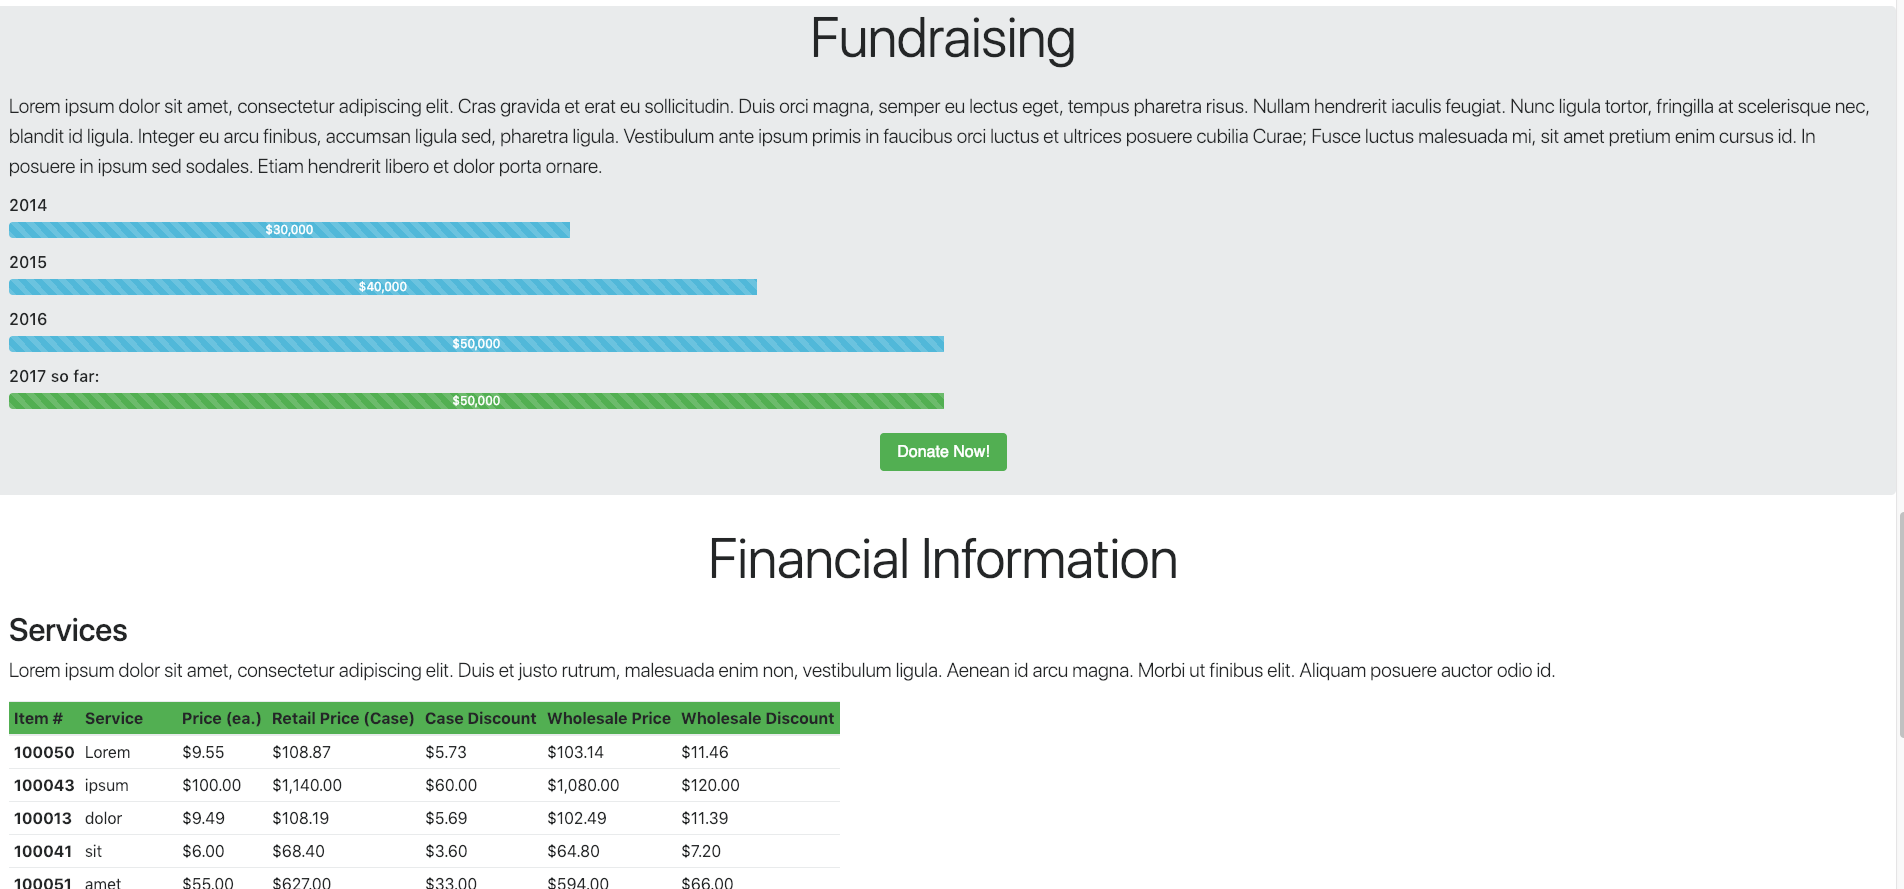 Fundraising
Lorem ipsum dolor sit amet, consectetur adipiscing elit. Cras gravida et erat eu sollicitudin. Duis orci magna, semper eu lectus eget, tempus pharetra risus. Nullam hendrerit iaculis feugiat. Nunc ligula tortor, fringilla at scelerisque nec,
blandit id ligula. Integer eu arcu finibus, accumsan ligula sed, pharetra ligula. Vestibulum ante ipsum primis in faucibus orci luctus et ultrices posuere cubilia Curae; Fusce luctus malesuada mi, sit amet pretium enim cursus id. In
posuere in ipsum sed sodales. Etiam hendrerit libero et dolor porta ornare.
2014
$30,000
2015
$40,000
2016
$50,000
2017 so far:
$50,000
Donate Now!
Financial Information
Services
Lorem ipsum dolor sit amet, consectetur adipiscing elit. Duis et justo rutrum, malesuada enim non, vestibulum ligula. Aenean id arcu magna. Morbi ut finibus elit. Aliquam posuere auctor odio id.
Item # Service Price (ea.) Retail Price (Case) Case Discount Wholesale Price Wholesale Discount
100050 Lorem $9.55 $108.87 $5.73 $103.14 $11.46
100043 ipsum $100.00 $1,140.00 $60.00 $1,080.00 $120.00
100013 dolor $9.49 $108.19 $5.69 $102.49 $11.39
100041 sit $6.00 $68.40 $3.60 $64.80 $7.20
100051 amet $55.00 $627.00 $33.00 $594.00 $66.00